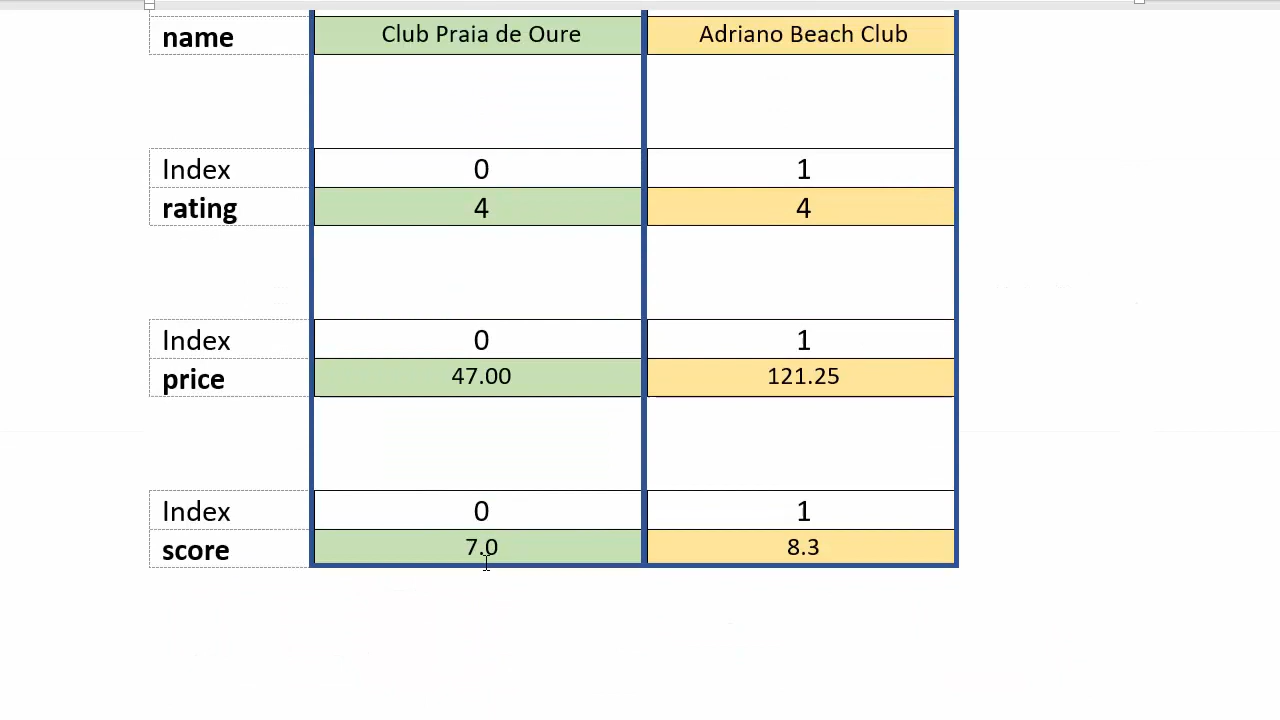 name Club Praia de Oure Adriano Beach Club
Index 0 1
rating 4 4
Index 0 1
price 47.00 121.25
Index 0 1
score 7.0 8.3